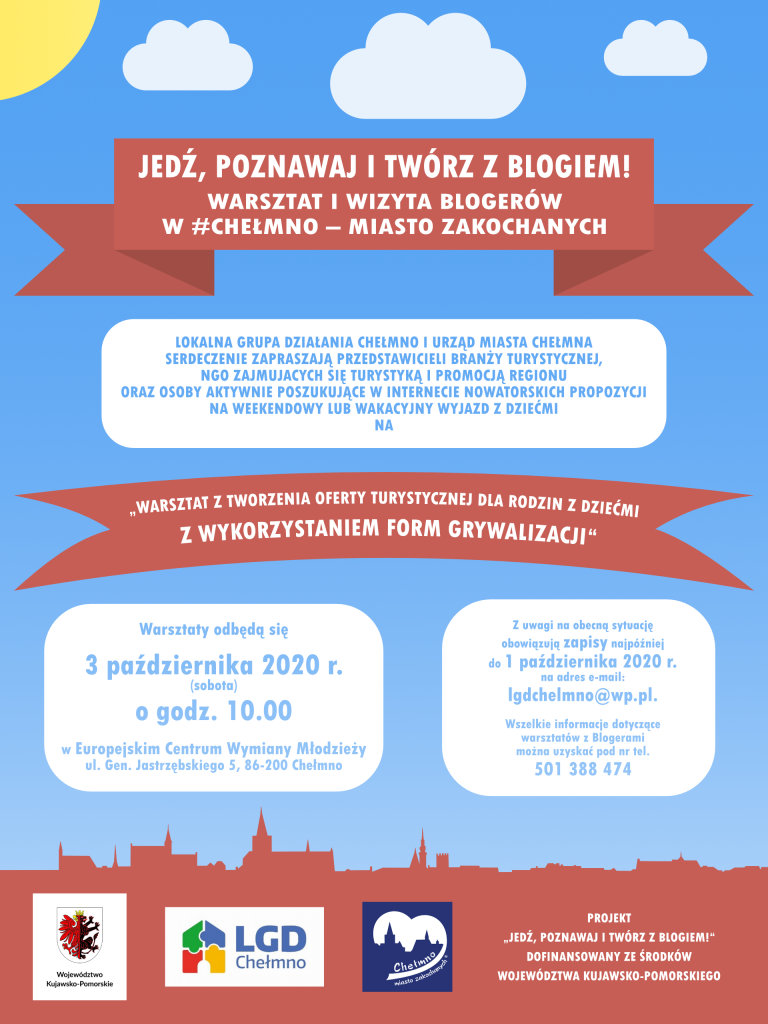 JEDŹ, POZNAWAJ I TWÓRZ Z BLOGIEM!
WARSZTAT I WIZYTA BLOGERÓW
W #CHEŁMNO – MIASTO ZAKOCHANYCH
LOKALNA GRUPA DZIAŁANIA CHEŁMNO I URZĄD MIASTA CHEŁMNA
SERDECZENIE ZAPRASZAJĄ PRZEDSTAWICIELI BRANŻY TURYSTYCZNEJ,
NGO ZAJMUJACYCH SIĘ TURYSTYKĄ I PROMOCJĄ REGIONU
ORAZ OSOBY AKTYWNIE POSZUKUJĄCE W INTERNECIE NOWATORSKICH PROPOZYCJI
NA WEEKENDOWY LUB WAKACYJNY WYJAZD Z DZIEĆMI
NA
„WARSZTAT Z TWORZENIA OFERTY TURYSTYCZNEJ DLA RODZIN Z DZIEĆMI
Z WYKORZYSTANIEM FORM GRYWALIZACJI“
Warsztaty odbędą się
3 października 2020 r.
(sobota)
o godz. 10.00
w Europejskim Centrum Wymiany Młodzieży
ul. Gen. Jastrzębskiego 5, 86-200 Chełmno
Z uwagi na obecną sytuację
obowiązują zapisy najpóźniej
do 1 października 2020 r.
na adres e-mail:
lgdchelmno@wp.pl.
Wszelkie informacje dotyczące
warsztatów z Blogerami
można uzyskać pod nr tel.
501 388 474
Województwo
Kujawsko-Pomorskie
LGD
Chełmno
Chełmno
miasto zakochanych
PROJEKT
„JEDŹ, POZNAWAJ I TWÓRZ Z BLOGIEM!“
DOFINANSOWANY ZE ŚRODKÓW
WOJEWÓDZTWA KUJAWSKO-POMORSKIEGO